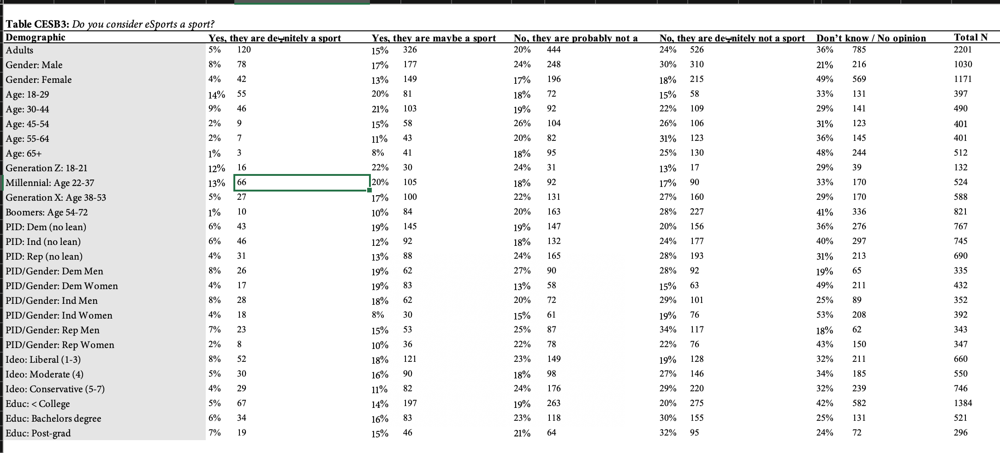 Table CESB3: Do you consider eSports a sport?
Demographic Yes, they are definitely a sport Yes, they are maybe a sport No, they are probably not a No, they are definitely not a sport Don't know / No opinion Total N
Adults 5% 120 15% 326 20% 444 24% 526 36% 785 2201
Gender: Male 8% 78 17% 177 24% 248 30% 310 21% 216 1030
Gender: Female 4% 42 13% 149 17% 196 18% 215 49% 569 1171
Age: 18-29 14% 55 20% 81 18% 72 15% 58 33% 131 397
Age: 30-44 9% 46 21% 103 19% 92 22% 109 29% 141 490
Age: 45-54 2% 9 15% 58 26% 104 26% 106 31% 123 401
Age: 55-64 2% 7 11% 43 20% 82 31% 123 36% 145 401
Age: 65+ 1% 3 8% 41 18% 95 25% 130 48% 244 512
Generation Z: 18-21 12% 16 22% 30 24% 31 13% 17 29% 39 132
Millennial: Age 22-37 13% 66 20% 105 18% 92 17% 90 33% 170 524
Generation X: Age 38-53 5% 27 17% 100 22% 131 27% 160 29% 170 588
Boomers: Age 54-72 1% 10 10% 84 20% 163 28% 227 41% 336 821
PID: Dem (no lean) 6% 43 19% 145 19% 147 20% 156 36% 276 767
PID: Ind (no lean) 6% 46 12% 92 18% 132 24% 177 40% 297 745
PID: Rep (no lean) 4% 31 13% 88 24% 165 28% 193 31% 213 690
PID/Gender: Dem Men 8% 26 19% 62 27% 90 28% 92 19% 65 335
PID/Gender: Dem Women 4% 17 19% 83 13% 58 15% 63 49% 211 432
PID/Gender: Ind Men 8% 28 18% 62 20% 72 29% 101 25% 89 352
PID/Gender: Ind Women 4% 18 8% 30 15% 61 19% 76 53% 208 392
PID/Gender: Rep Men 7% 23 15% 53 25% 87 34% 117 18% 62 343
PID/Gender: Rep Women 2% 8 10% 36 22% 78 22% 76 43% 150 347
Ideo: Liberal (1-3) 8% 52 18% 121 23% 149 19% 128 32% 211 660
Ideo: Moderate (4) 5% 30 16% 90 18% 98 27% 146 34% 185 550
Ideo: Conservative (5-7) 4% 29 11% 82 24% 176 29% 220 32% 239 746
Educ: < College 5% 67 14% 197 19% 263 20% 275 42% 582 1384
Educ: Bachelors degree 6% 34 16% 83 23% 118 30% 155 25% 131 521
Educ: Post-grad 7% 19 15% 46 21% 64 32% 95 24% 72 296